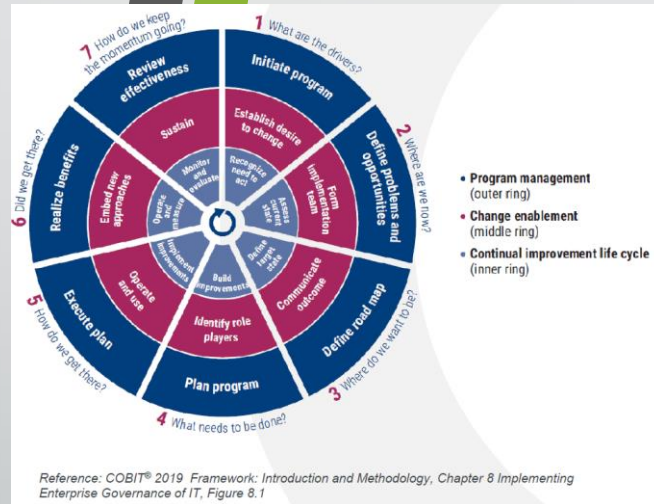 1 What are the drivers?
Initiate program
Establish desire
to change
Recognize
need to
act
2 Where are we now?
Define problems and
opportunities
Form
implementation
team
Assess
current
state
3 Where do we want to be?
Define road map
Communicate
outcome
Define
target
state
4 What needs to be done?
Plan program
Identify role
players
Build
improvements
5 How do we get there?
Execute plan
Operate
and use
Implement
improvements
6 Did we get there?
Realize benefits
Embed new
approaches
Operate
and
measure
7 How do we keep
the momentum going?
Review
effectiveness
Sustain
Monitor
and
evaluate
• Program management
(outer ring)
• Change enablement
(middle ring)
• Continual improvement life cycle
(inner ring)
Reference: COBIT® 2019 Framework: Introduction and Methodology, Chapter 8 Implementing
Enterprise Governance of IT, Figure 8.1